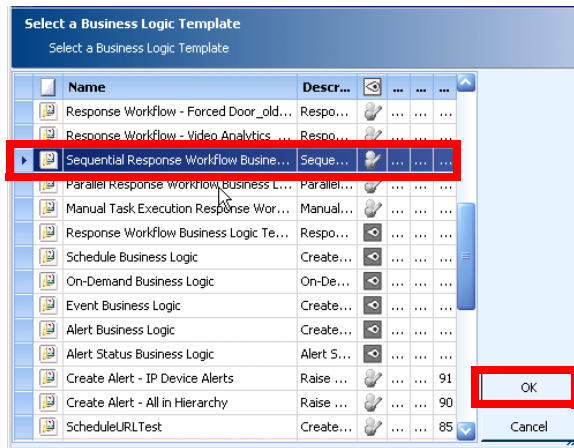 Select a Business Logic Template
Select a Business Logic Template
Name Descr... ... ... ...
Response Workflow - Forced Door_old... Respo... ... ...
Response Workflow - Video Analytics ... Respo... ... ...
Sequential Response Workflow Busine... Seque... ... ...
Parallel Response Workflow Business L... Parallel... ... ...
Manual Task Execution Response Wor... Manual... ... ...
Response Workflow Business Logic Te... Respo... ... ...
Schedule Business Logic Create... ... ...
On-Demand Business Logic On-De... ... ...
Event Business Logic Create... ... ...
Alert Business Logic Create... ... ...
Alert Status Business Logic Alert S... ... ...
Create Alert - IP Device Alerts Raise ... ... 91
Create Alert - All in Hierarchy Raise ... ... 90
ScheduleURLTest Create... ... 85
OK
Cancel